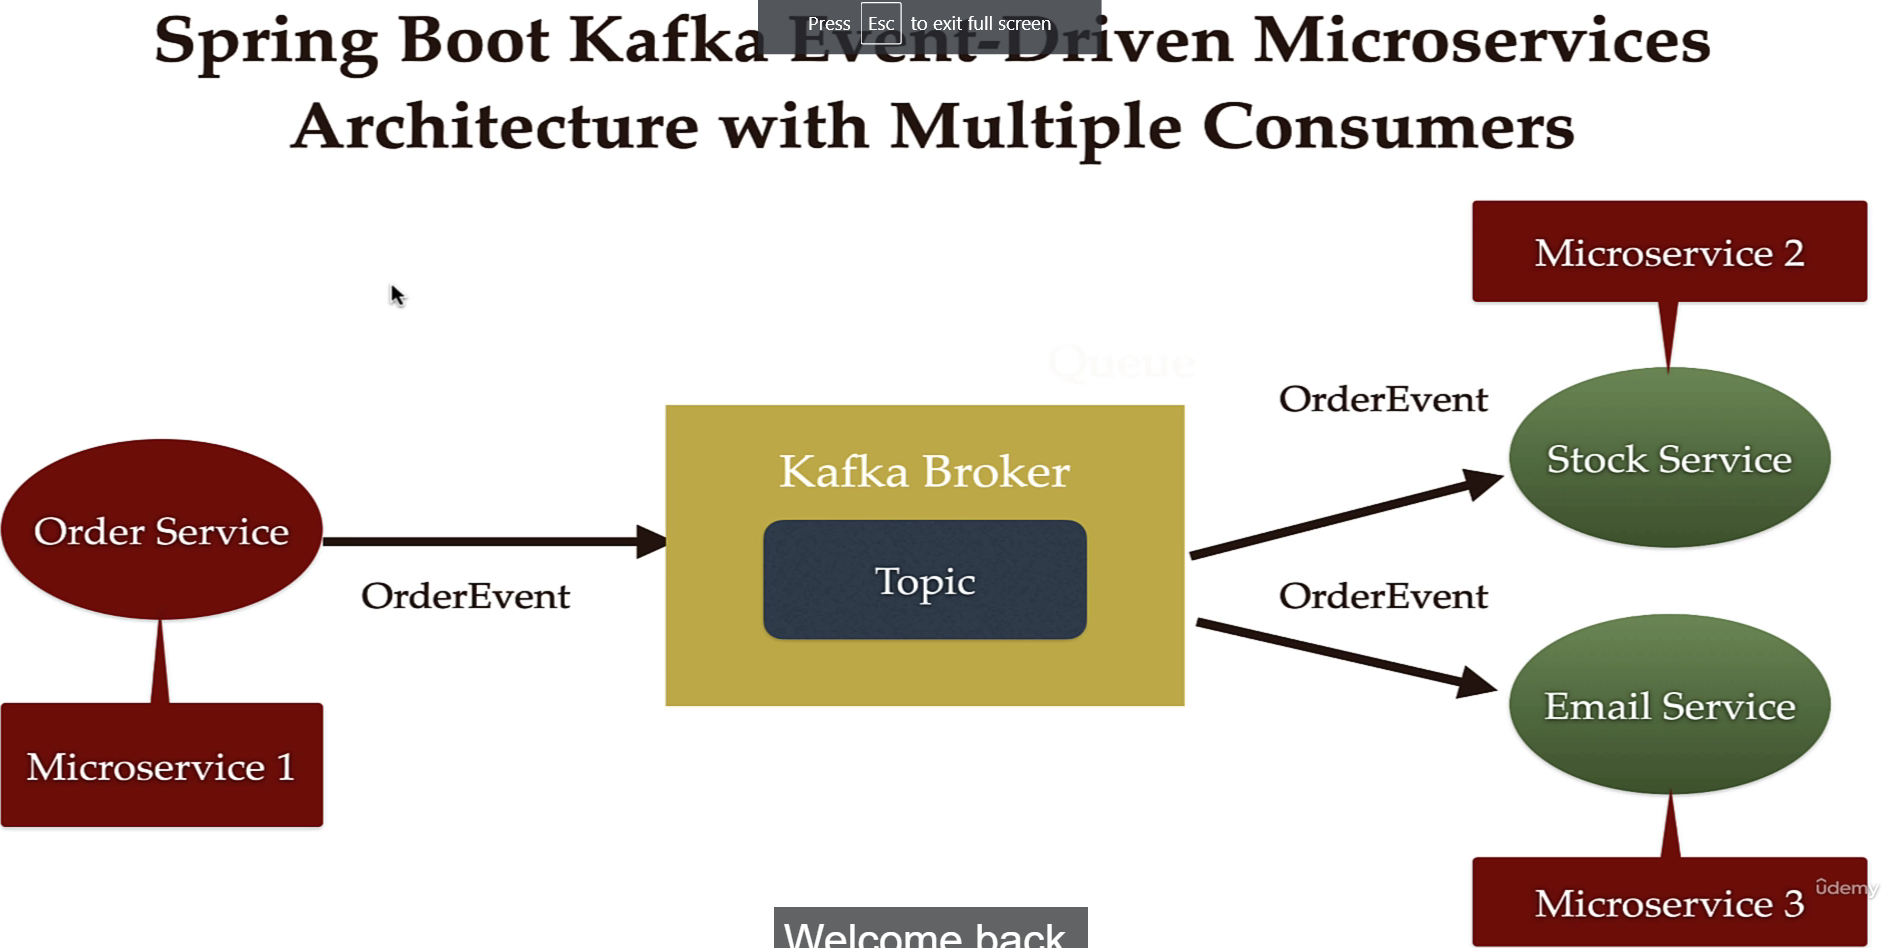 Press Esc to exit full screen
Spring Boot Kafka Event-Driven Microservices
Architecture with Multiple Consumers
Microservice 2
Queue
OrderEvent
Stock Service
Kafka Broker
Order Service
Topic
OrderEvent
OrderEvent
Email Service
Microservice 1
Microservice 3
ûdemy
Welcome back